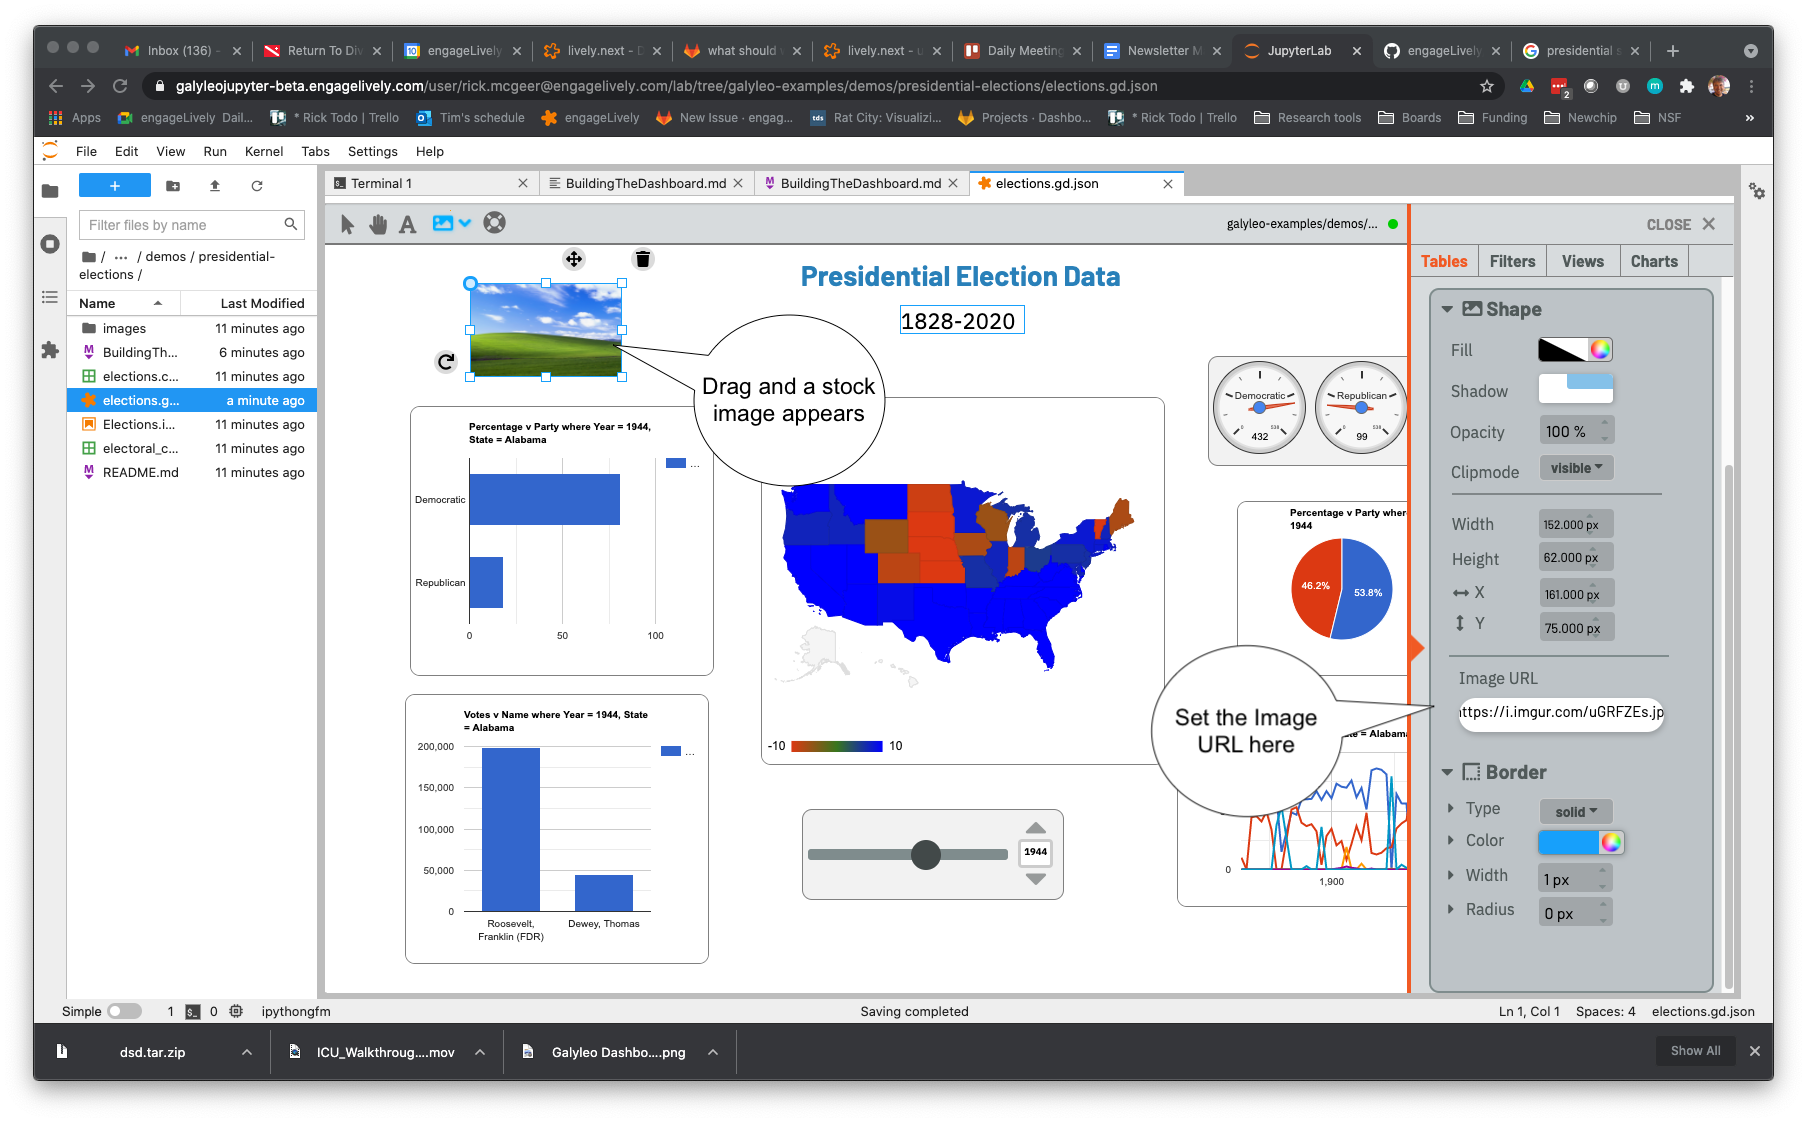 Inbox (136) -
Return To Div
engageLively
lively.next - D
what should
lively.next - u
Daily Meeting
Newsletter M
JupyterLab
engageLively
presidential s
galyleojupyter-beta.engagelively.com/user/rick.mcgeer@engagelively.com/lab/tree/galyleo-examples/demos/presidential-elections/elections.gd.json
2
m
Apps
engageLively Dail...
* Rick Todo | Trello
Tim's schedule
engageLively
New Issue · engag...
tds
Rat City: Visualizi...
Projects · Dashbo...
* Rick Todo | Trello
Research tools
Boards
Funding
Newchip
NSF
»
File Edit View Run Kernel Tabs Settings Help
Terminal 1
BuildingTheDashboard.md
BuildingTheDashboard.md
elections.gd.json
Filter files by name
/ ··· / demos / presidential-
elections /
Name Last Modified
images 11 minutes ago
BuildingTh... 6 minutes ago
elections.c... 11 minutes ago
elections.g... a minute ago
Elections.i... 11 minutes ago
electoral_c... 11 minutes ago
README.md 11 minutes ago
galyleo-examples/demos/...
CLOSE
Presidential Election Data
1828-2020
Drag and a stock
image appears
Percentage v Party where Year = 1944,
State = Alabama
...
Democratic
Republican
0 50 100
Votes v Name where Year = 1944, State
= Alabama
...
200,000
150,000
100,000
50,000
0
Roosevelt,
Franklin (FDR)
Dewey, Thomas
-10 10
1944
Democratic
0 538
432
Republican
0 538
99
Percentage v Party wher
1944
46.2%
53.8%
Set the Image
URL here
te = Alabama
0
1,900
Tables Filters Views Charts
Shape
Fill
Shadow
Opacity 100 %
Clipmode visible
Width 152.000 px
Height 62.000 px
X 161.000 px
Y 75.000 px
Image URL
ttps://i.imgur.com/uGRFZEs.jp
Border
Type solid
Color
Width 1 px
Radius 0 px
Simple 1 $_ 0 ipythongfm
Saving completed
Ln 1, Col 1 Spaces: 4 elections.gd.json
dsd.tar.zip
ICU_Walkthroug....mov
Galyleo Dashbo....png
Show All